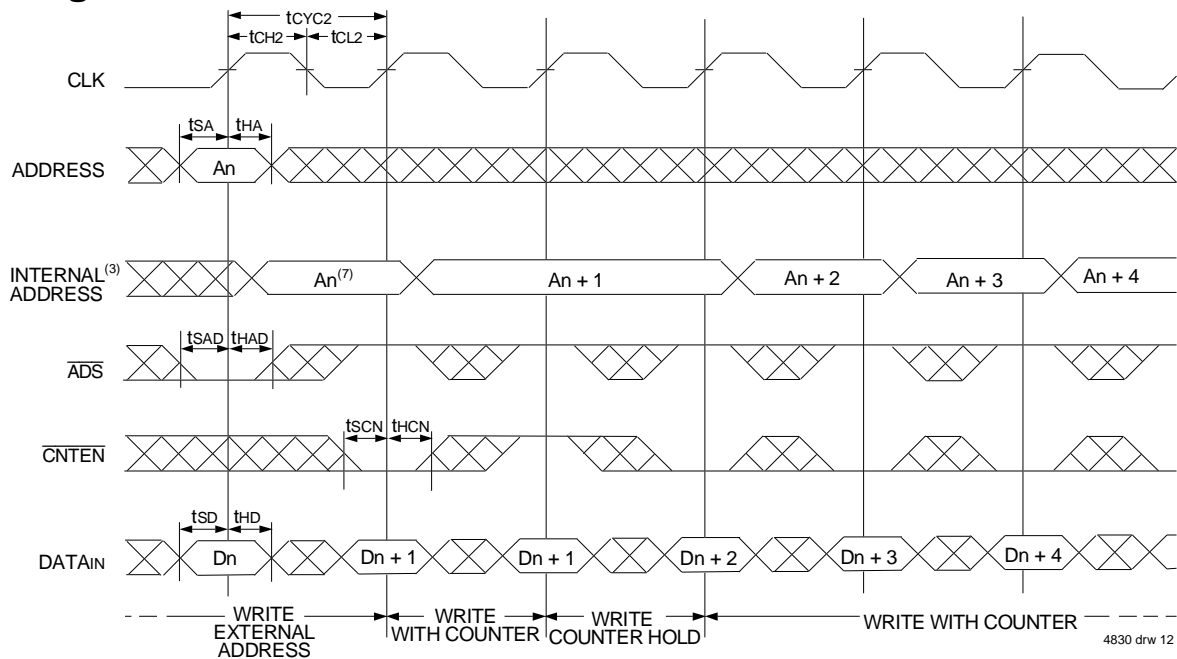 tCYC2
tCH2 tCL2
CLK
tSA tHA
ADDRESS An
INTERNAL(3)
ADDRESS
An(7) An + 1 An + 2 An + 3 An + 4
tSAD tHAD
ADS
tSCN tHCN
CNTEN
tSD tHD
DATAIN Dn Dn + 1 Dn + 1 Dn + 2 Dn + 3 Dn + 4
WRITE
EXTERNAL
ADDRESS
WRITE
WITH COUNTER
WRITE
COUNTER HOLD
WRITE WITH COUNTER
4830 drw 12